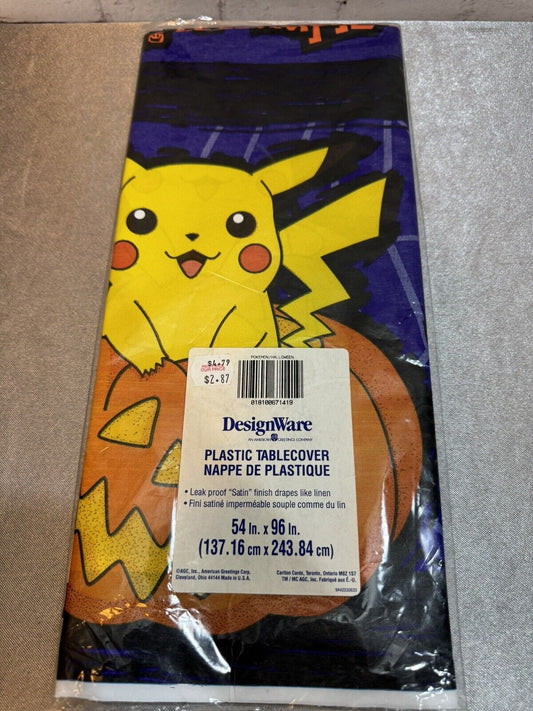 $4.79
OUR PRICE
$2.87
POKEMON/HALLOWEEN
018100671419
DesignWare
AN AMERICAN GREETINGS COMPANY
PLASTIC TABLECOVER
NAPPE DE PLASTIQUE
• Leak proof "Satin" finish drapes like linen
• Fini satiné imperméable souple comme du lin
54 In. x 96 In.
(137.16 cm x 243.84 cm)
©AGC, Inc., American Greetings Corp.
Cleveland, Ohio 44144 Made in U.S.A.
Carlton Cards, Toronto, Ontario M8Z 1S7
TM / MC AGC, Inc. Fabriqué aux É.-U.